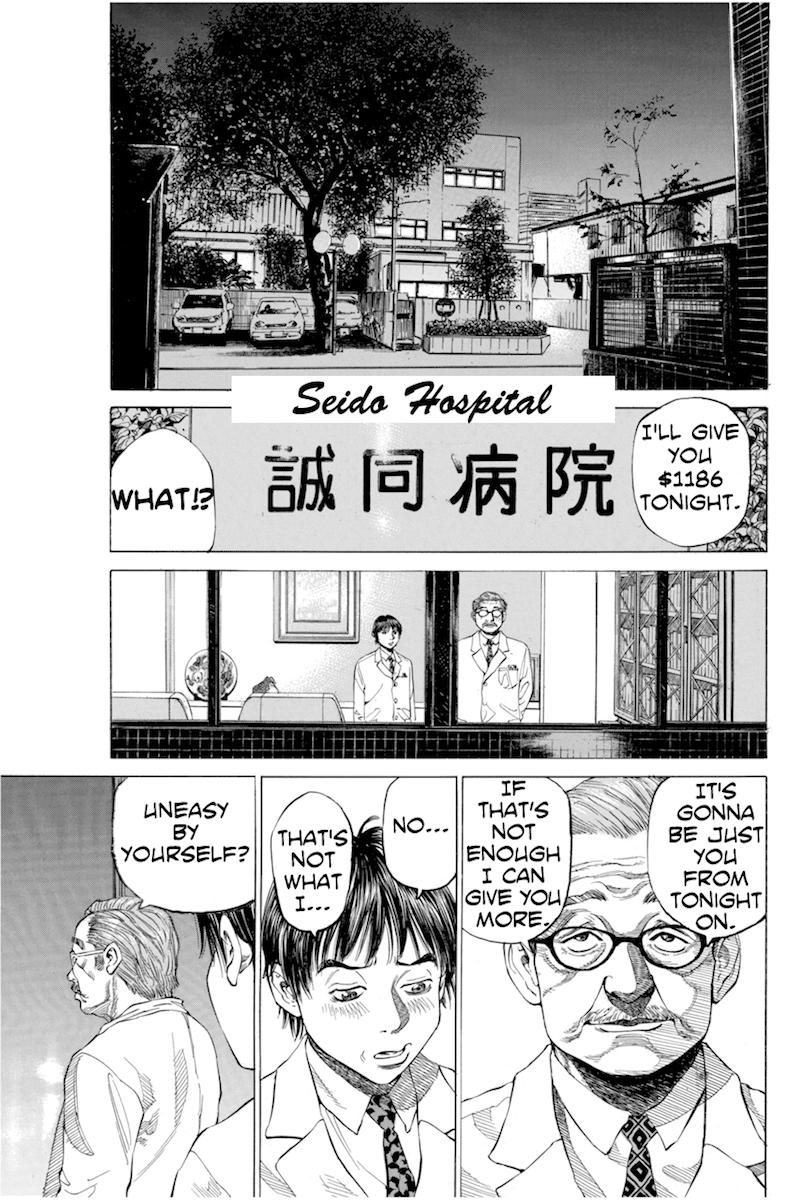 Seido Hospital
誠同病院
I'LL GIVE
YOU
$1186
TONIGHT.
WHAT!?
IT'S
GONNA
BE JUST
YOU
FROM
TONIGHT
ON.
IF
THAT'S
NOT
ENOUGH
I CAN
GIVE YOU
MORE.
NO...
THAT'S
NOT
WHAT
I...
UNEASY
BY
YOURSELF?